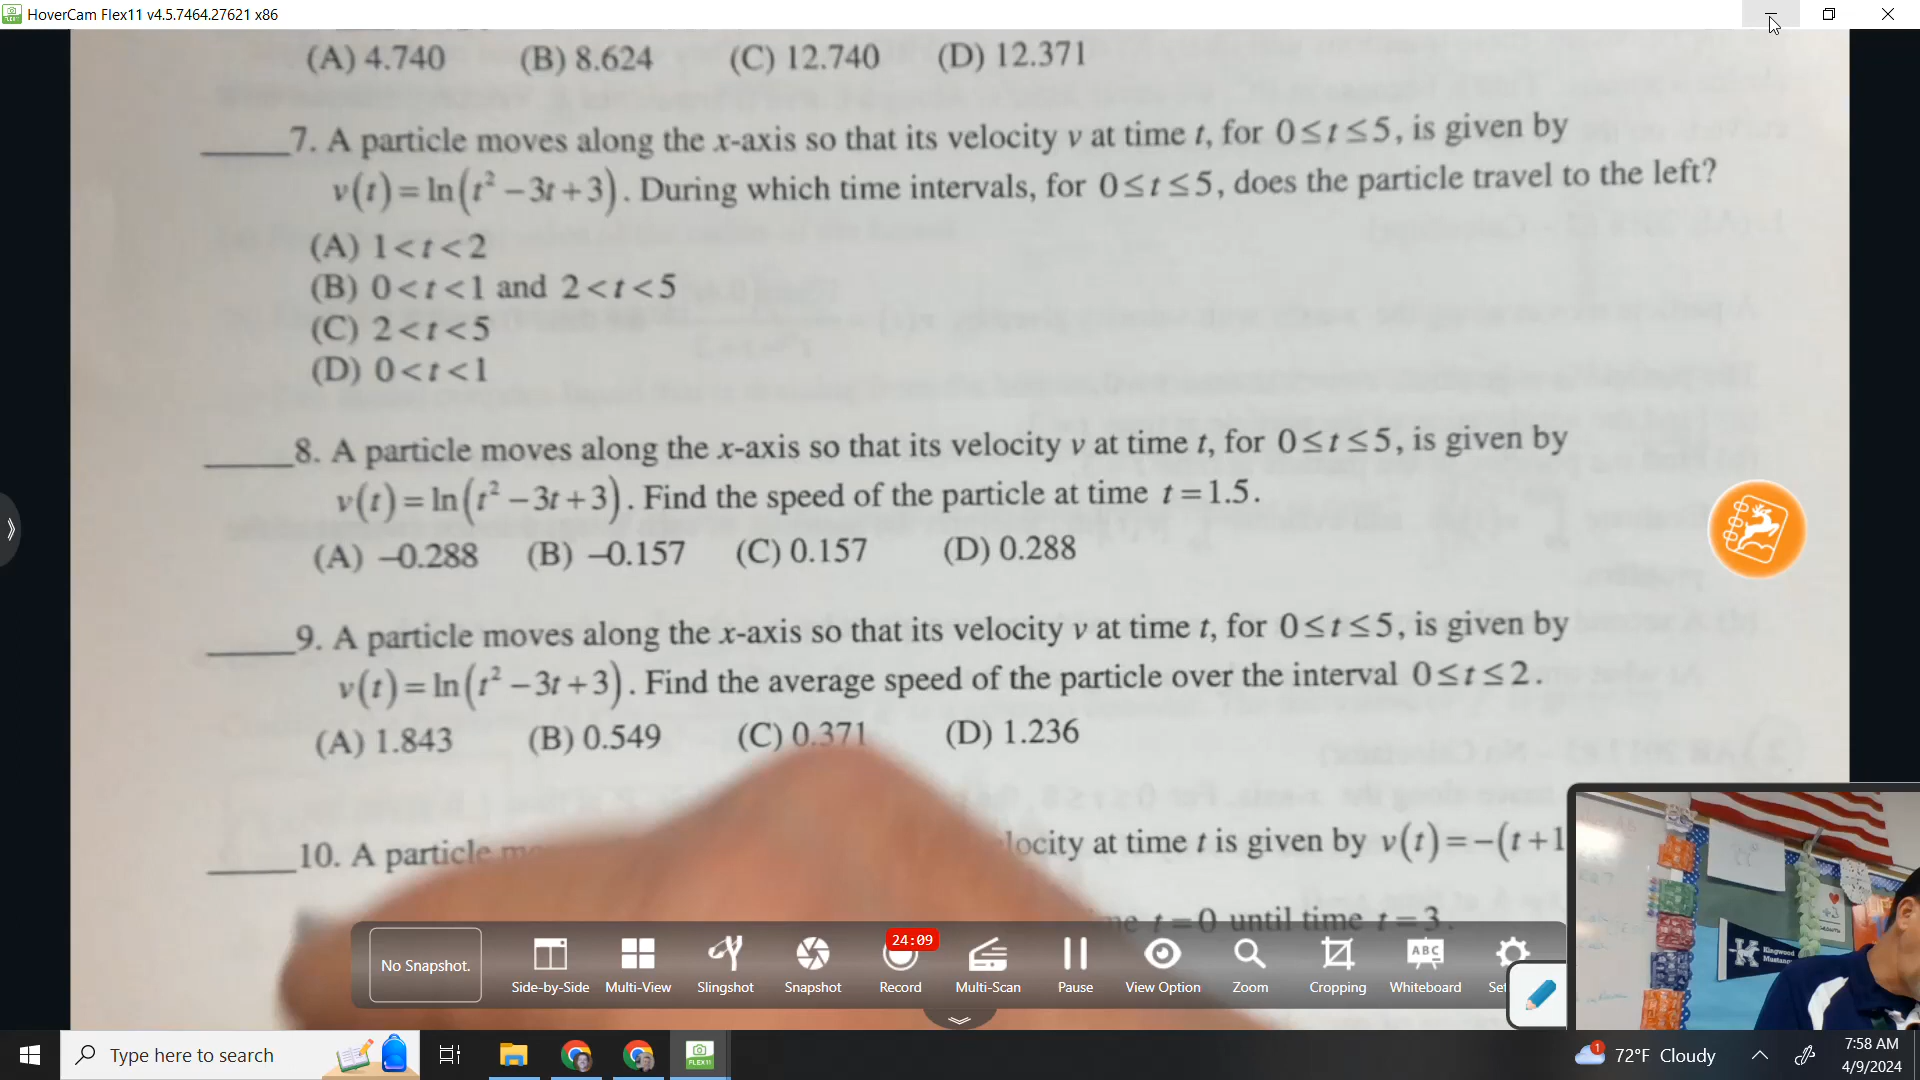 HoverCam Flex11 v4.5.7464.27621 x86
(A) 4.740 (B) 8.624 (C) 12.740 (D) 12.371
_____7. A particle moves along the x-axis so that its velocity v at time t, for 0≤t≤5, is given by
v(t)=ln(t²−3t+3). During which time intervals, for 0≤t≤5, does the particle travel to the left?
(A) 1<t<2
(B) 0<t<1 and 2<t<5
(C) 2<t<5
(D) 0<t<1
_____8. A particle moves along the x-axis so that its velocity v at time t, for 0≤t≤5, is given by
v(t)=ln(t²−3t+3). Find the speed of the particle at time t=1.5.
(A) −0.288 (B) −0.157 (C) 0.157 (D) 0.288
_____9. A particle moves along the x-axis so that its velocity v at time t, for 0≤t≤5, is given by
v(t)=ln(t²−3t+3). Find the average speed of the particle over the interval 0≤t≤2.
(A) 1.843 (B) 0.549 (C) 0.371 (D) 1.236
_____10. A particle locity at time t is given by v(t)=−(t+1
t=0 until time t=3.
24:09
No Snapshot.
Side-by-Side Multi-View Slingshot Snapshot Record Multi-Scan Pause View Option Zoom Cropping Whiteboard
ABC
Kingwood
Mustangs
Type here to search
FLEX11
1
72°F Cloudy
7:58 AM
4/9/2024